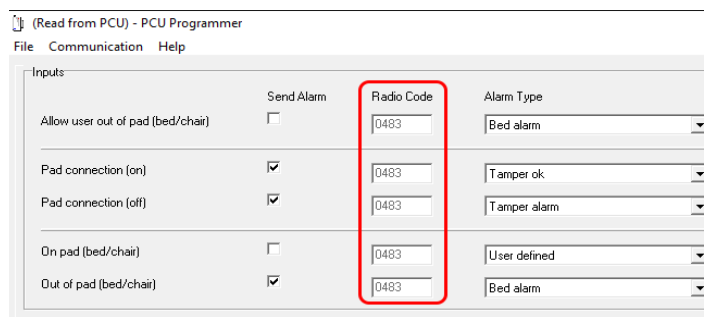 (Read from PCU) - PCU Programmer
File Communication Help
Inputs
Send Alarm Radio Code Alarm Type
Allow user out of pad (bed/chair) 0483 Bed alarm
Pad connection (on) 0483 Tamper ok
Pad connection (off) 0483 Tamper alarm
On pad (bed/chair) 0483 User defined
Out of pad (bed/chair) 0483 Bed alarm